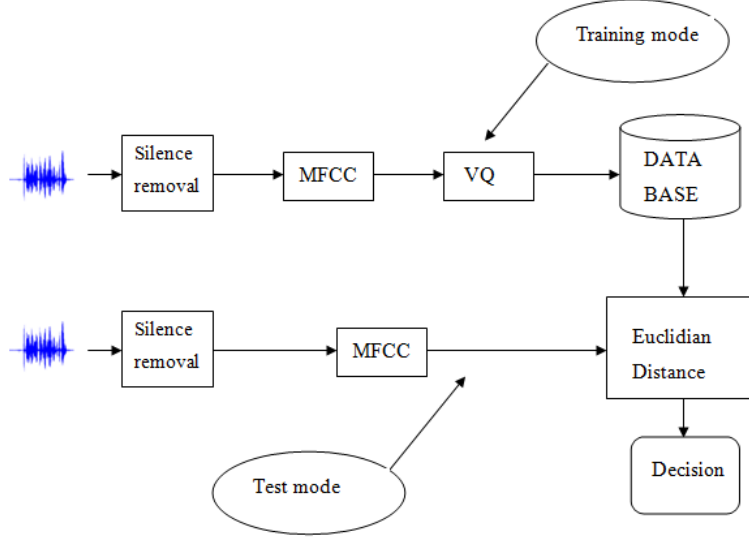 Training mode
Silence
removal
MFCC
VQ
DATA
BASE
Silence
removal
MFCC
Euclidian
Distance
Test mode
Decision